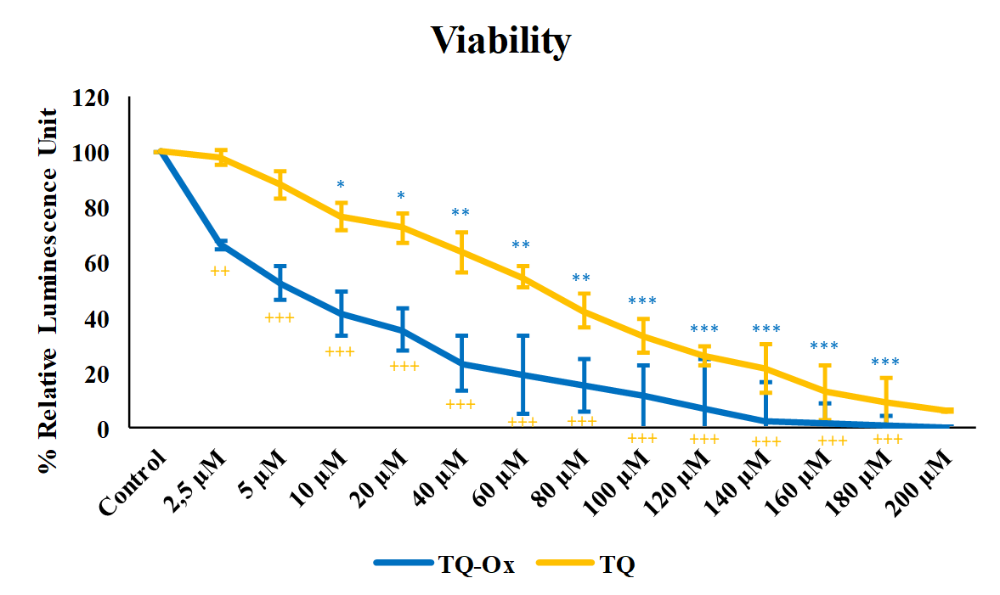 Viability
% Relative Luminescence Unit
120
100
80
60
40
20
0
*
*
**
**
**
***
***
***
***
***
++
+++
+++
+++
+++
+++
+++
+++
+++
+++
+++
+++
Control
2,5 µM
5 µM
10 µM
20 µM
40 µM
60 µM
80 µM
100 µM
120 µM
140 µM
160 µM
180 µM
200 µM
TQ-Ox
TQ